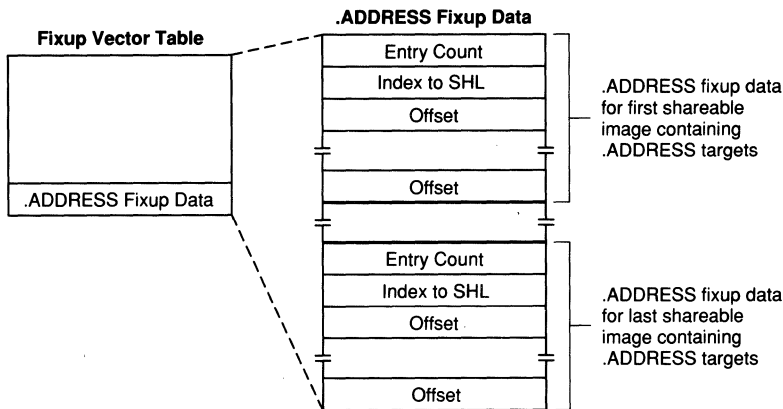 .ADDRESS Fixup Data
Fixup Vector Table
Entry Count
Index to SHL
Offset
.ADDRESS fixup data
for first shareable
image containing
.ADDRESS targets
Offset
.ADDRESS Fixup Data
Entry Count
Index to SHL
Offset
.ADDRESS fixup data
for last shareable
image containing
.ADDRESS targets
Offset